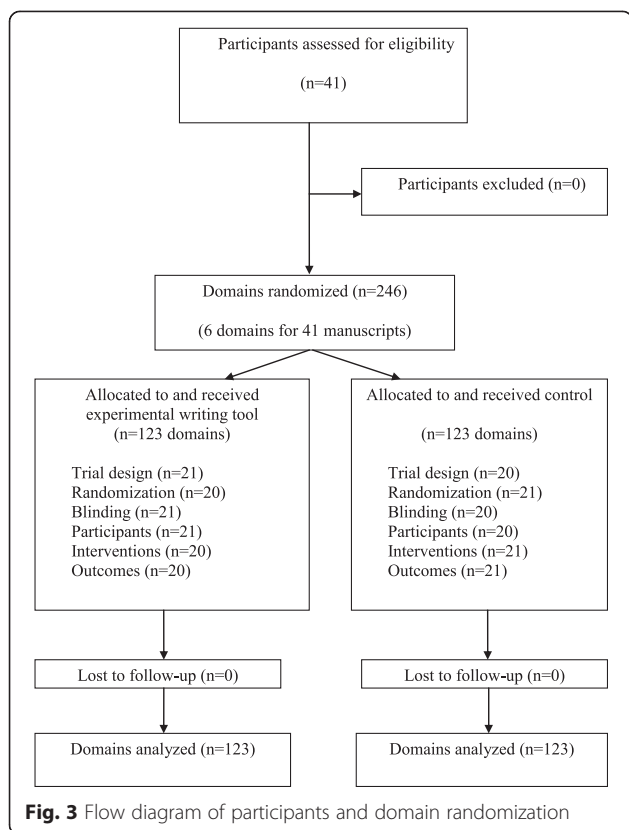 Participants assessed for eligibility
(n=41)
Participants excluded (n=0)
Domains randomized (n=246)
(6 domains for 41 manuscripts)
Allocated to and received
experimental writing tool
(n=123 domains)
Trial design (n=21)
Randomization (n=20)
Blinding (n=21)
Participants (n=21)
Interventions (n=20)
Outcomes (n=20)
Allocated to and received control
(n=123 domains)
Trial design (n=20)
Randomization (n=21)
Blinding (n=20)
Participants (n=20)
Interventions (n=21)
Outcomes (n=21)
Lost to follow-up (n=0)
Lost to follow-up (n=0)
Domains analyzed (n=123)
Domains analyzed (n=123)
Fig. 3 Flow diagram of participants and domain randomization